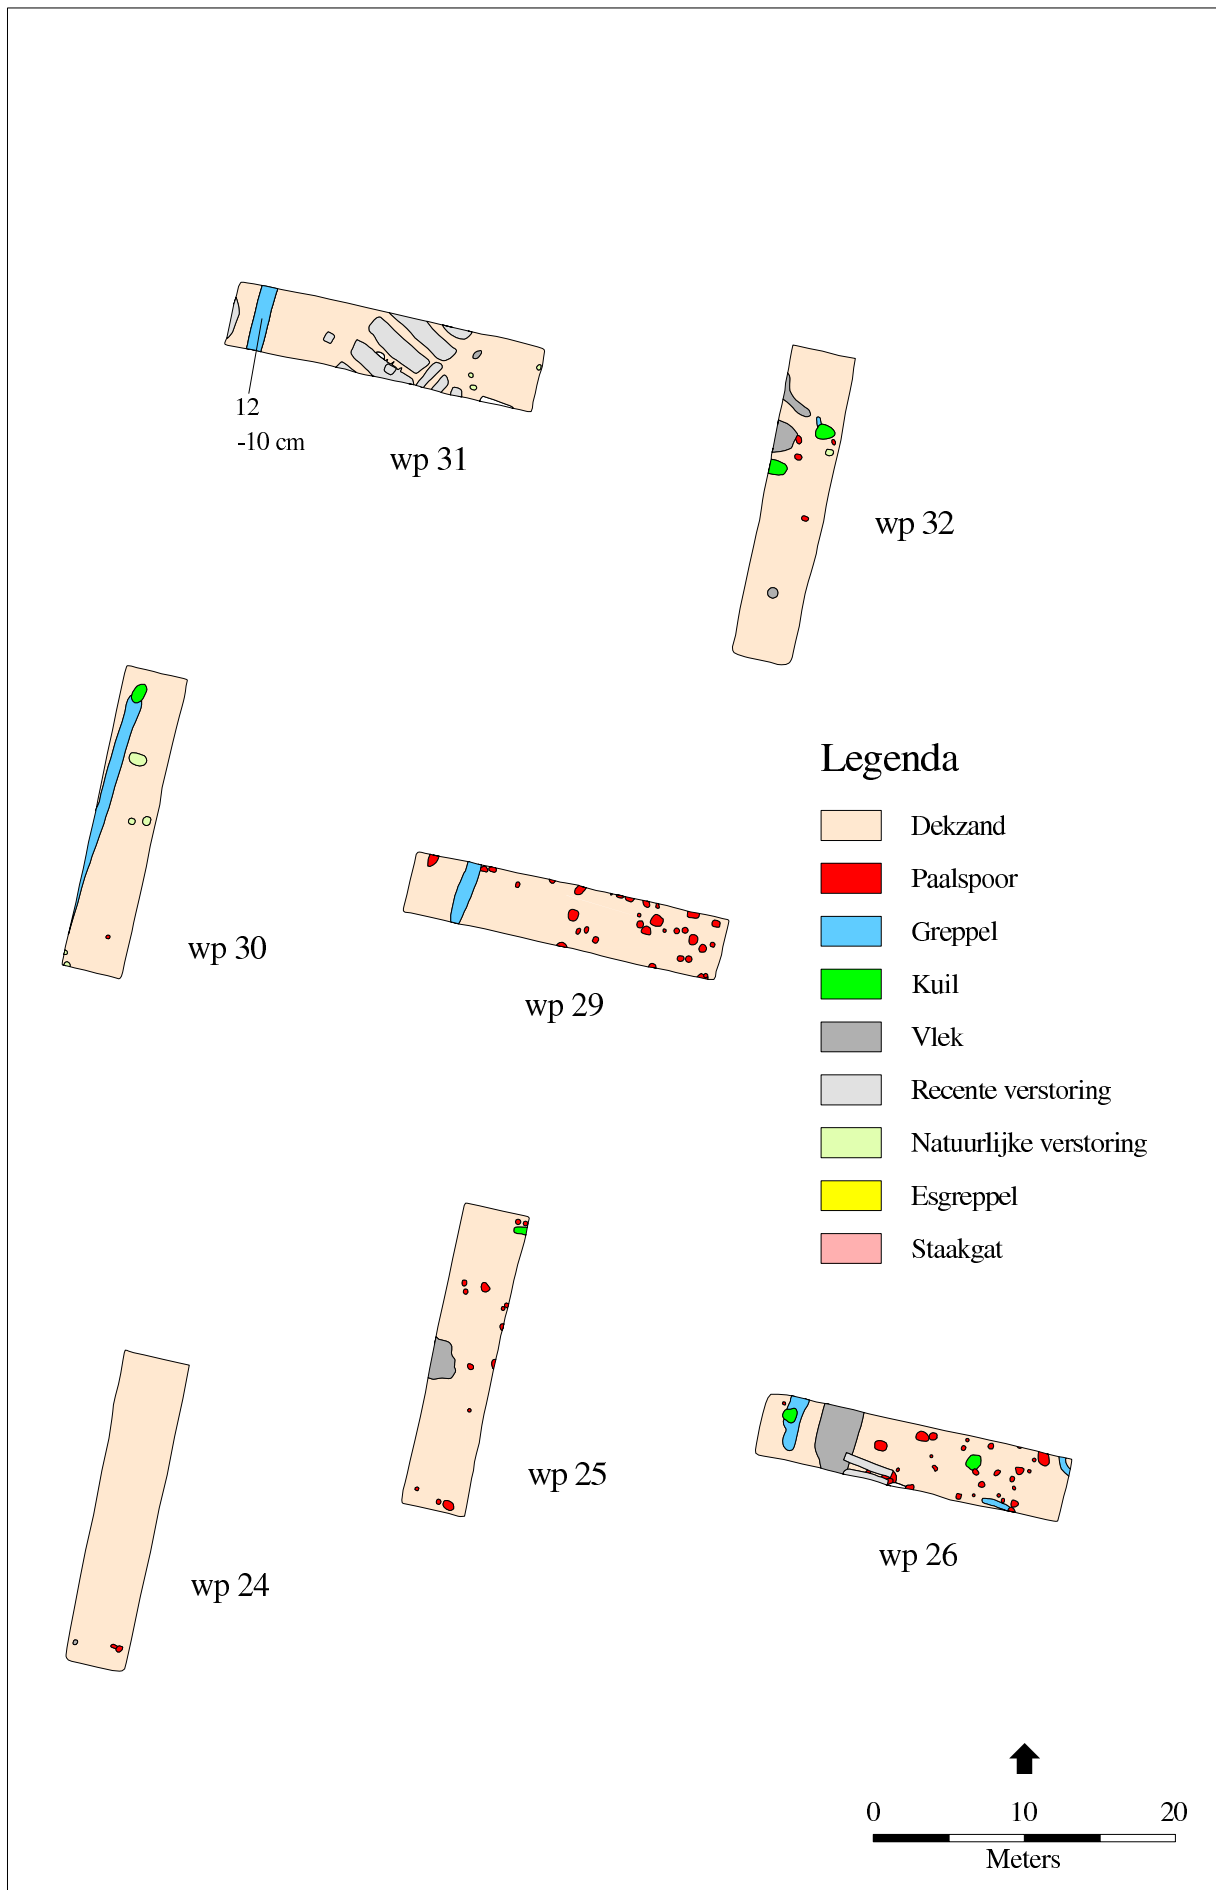 12
-10 cm
wp 31
wp 32
wp 30
wp 29
Legenda
Dekzand
Paalspoor
Greppel
Kuil
Vlek
Recente verstoring
Natuurlijke verstoring
Esgreppel
Staakgat
wp 25
wp 26
wp 24
0 10 20
Meters